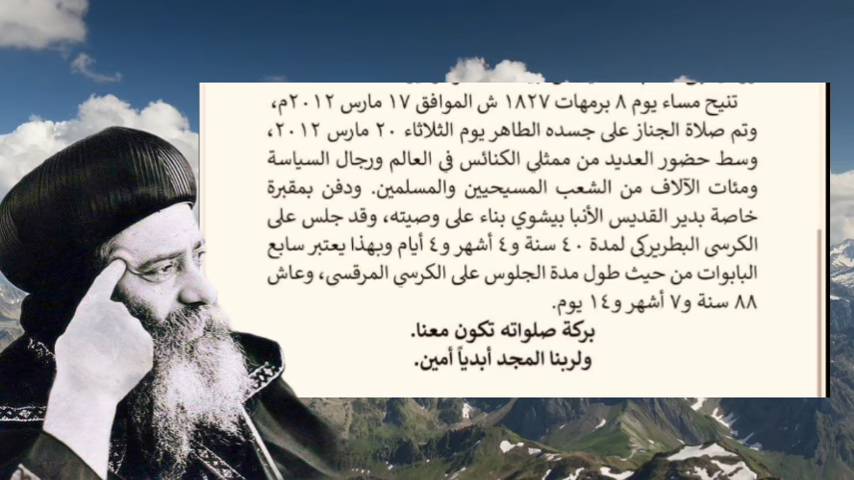 تنيح مساء يوم ٨ برمهات ١٨٢٧ ش الموافق ١٧ مارس ٢٠١٢م،
وتم صلاة الجناز على جسده الطاهر يوم الثلاثاء ٢٠ مارس ٢٠١٢،
وسط حضور العديد من ممثلي الكنائس في العالم ورجال السياسة
ومئات الآلاف من الشعب المسيحيين والمسلمين. ودفن بمقبرة
خاصة بدير القديس الأنبا بيشوي بناء على وصيته، وقد جلس على
الكرسى البطريركى لمدة ٤٠ سنة و٤ أشهر و٤ أيام وبهذا يعتبر سابع
البابوات من حيث طول مدة الجلوس على الكرسي المرقسى، وعاش
٨٨ سنة و٧ أشهر و١٤ يوم.
بركة صلواته تكون معنا.
ولربنا المجد أبدياً أمين.